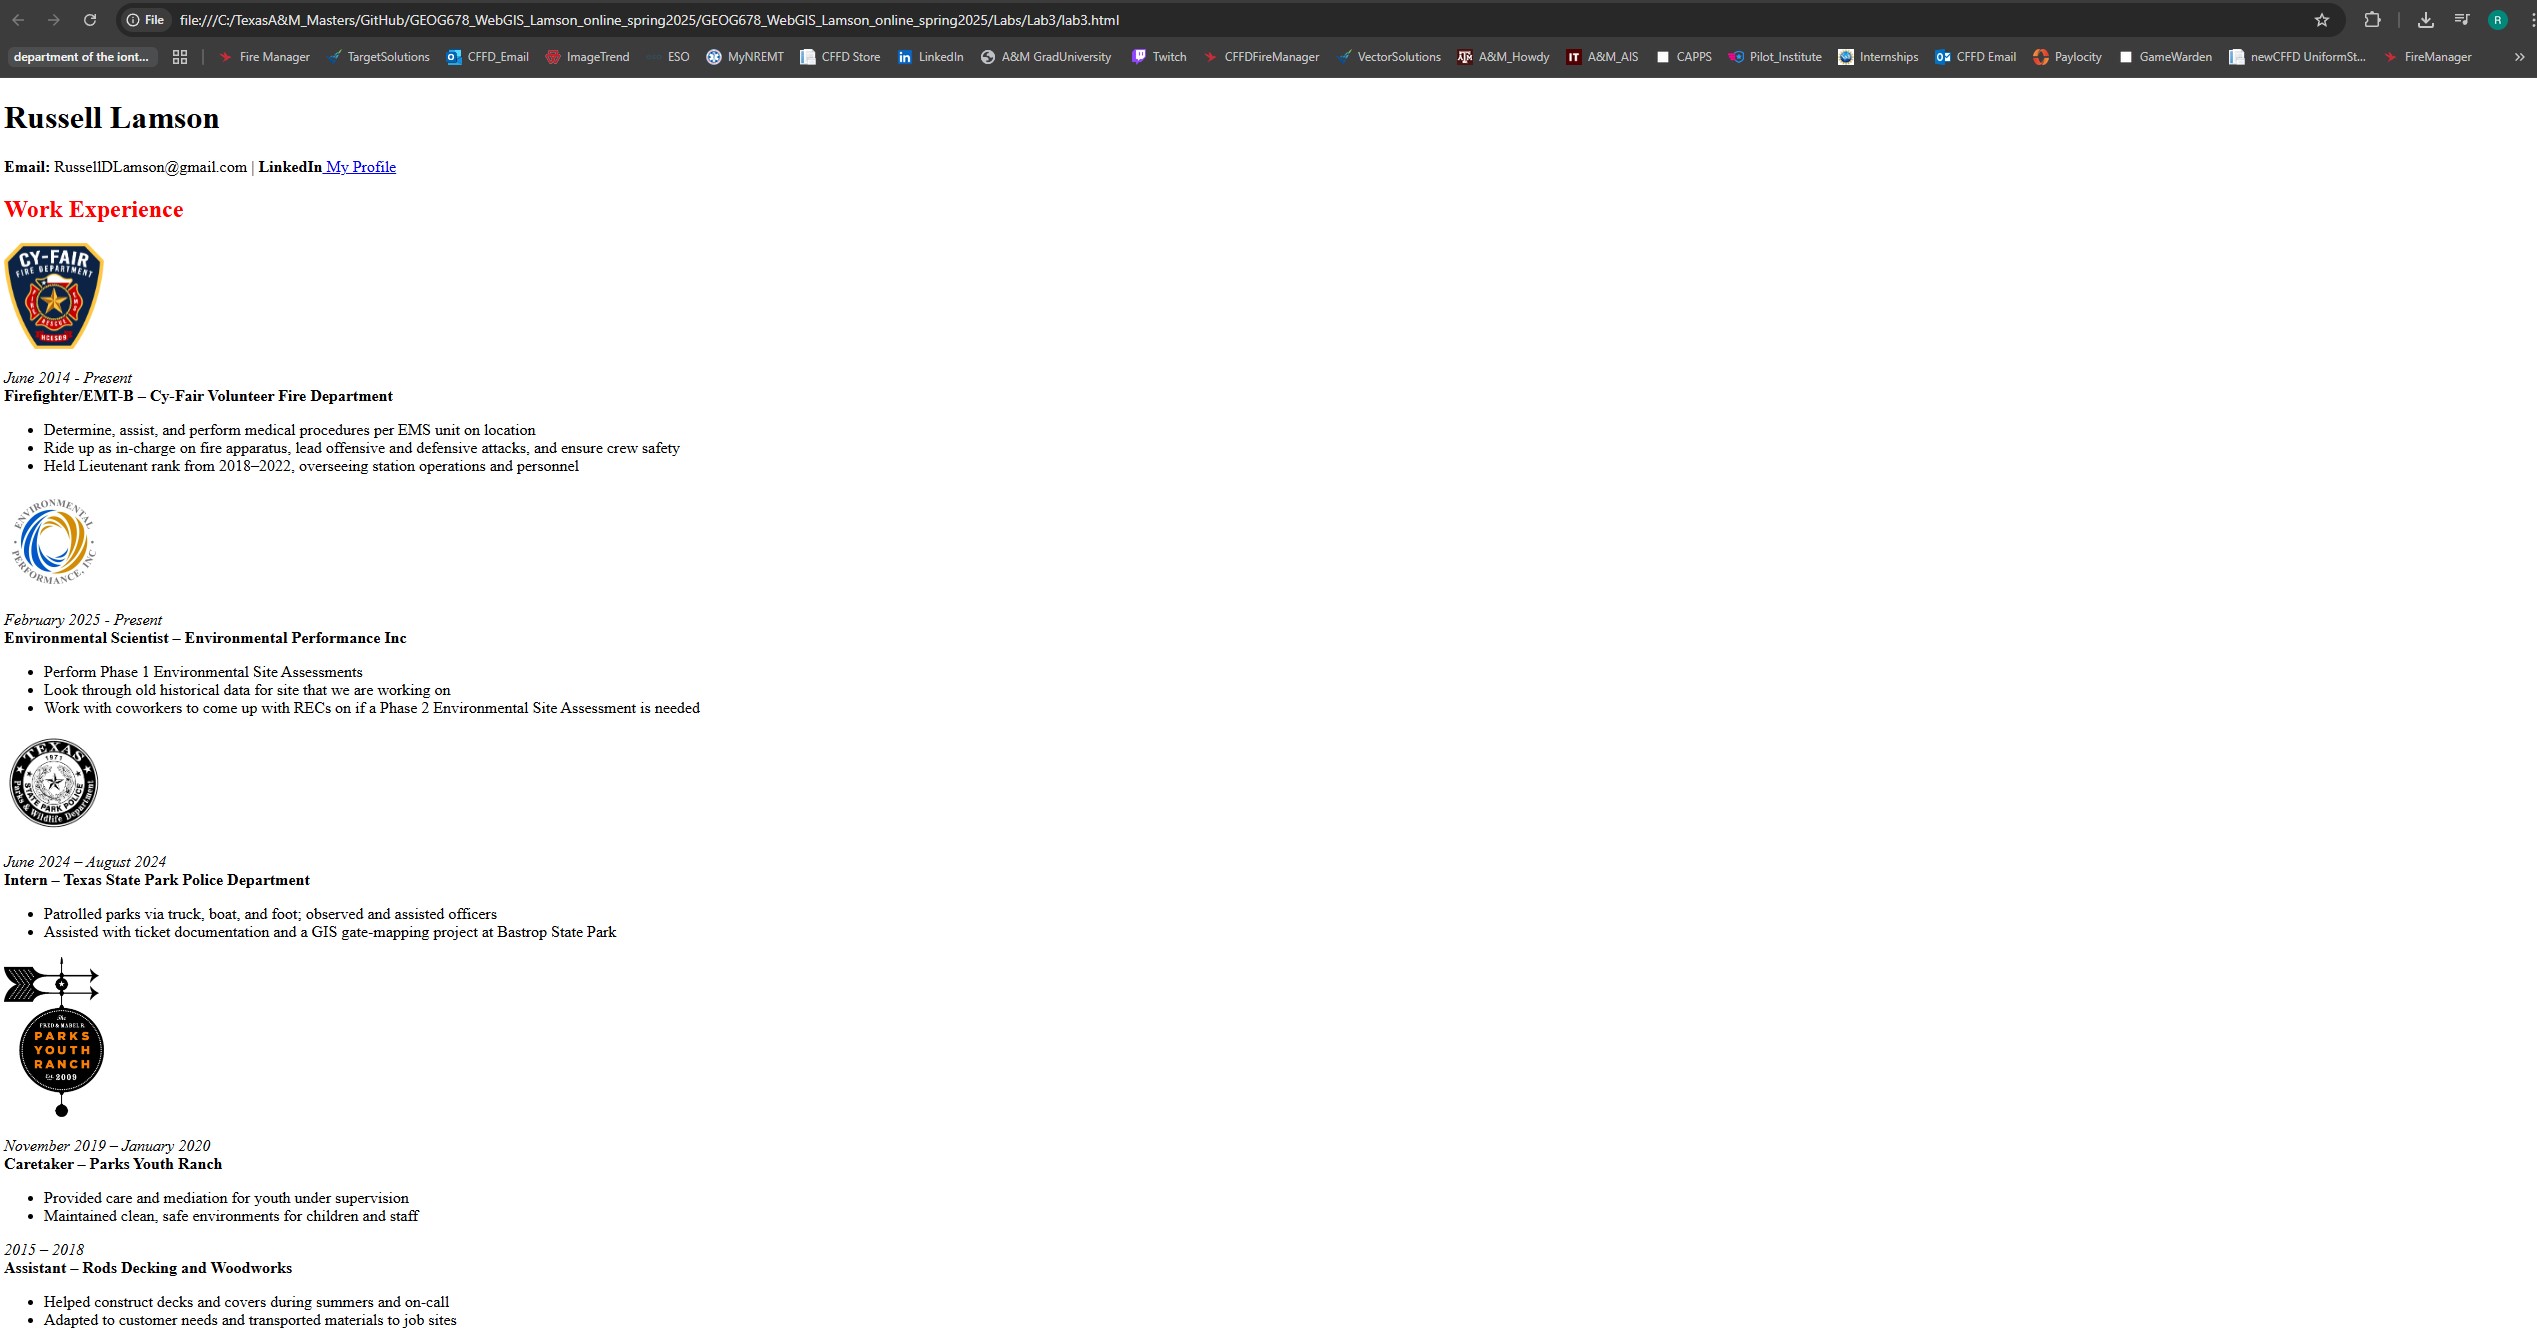 File file:///C:/TexasA&M_Masters/GitHub/GEOG678_WebGIS_Lamson_online_spring2025/GEOG678_WebGIS_Lamson_online_spring2025/Labs/Lab3/lab3.html R
department of the iont... Fire Manager TargetSolutions CFFD_Email ImageTrend ESO MyNREMT CFFD Store LinkedIn A&M GradUniversity Twitch CFFDFireManager VectorSolutions A&M_Howdy A&M_AIS CAPPS Pilot_Institute Internships CFFD Email Paylocity GameWarden newCFFD UniformSt... FireManager
Russell Lamson
Email: RussellDLamson@gmail.com | LinkedIn My Profile
Work Experience
CY-FAIR
FIRE DEPARTMENT
RESCUE
HCESD9
June 2014 - Present
Firefighter/EMT-B – Cy-Fair Volunteer Fire Department
• Determine, assist, and perform medical procedures per EMS unit on location
• Ride up as in-charge on fire apparatus, lead offensive and defensive attacks, and ensure crew safety
• Held Lieutenant rank from 2018–2022, overseeing station operations and personnel
ENVIRONMENTAL
PERFORMANCE, INC
February 2025 - Present
Environmental Scientist – Environmental Performance Inc
• Perform Phase 1 Environmental Site Assessments
• Look through old historical data for site that we are working on
• Work with coworkers to come up with RECs on if a Phase 2 Environmental Site Assessment is needed
TEXAS
1971
STATE PARK POLICE
Parks & Wildlife Department
June 2024 – August 2024
Intern – Texas State Park Police Department
• Patrolled parks via truck, boat, and foot; observed and assisted officers
• Assisted with ticket documentation and a GIS gate-mapping project at Bastrop State Park
The
FRED & MABEL R.
PARKS
YOUTH
RANCH
Est. 2009
November 2019 – January 2020
Caretaker – Parks Youth Ranch
• Provided care and mediation for youth under supervision
• Maintained clean, safe environments for children and staff
2015 – 2018
Assistant – Rods Decking and Woodworks
• Helped construct decks and covers during summers and on-call
• Adapted to customer needs and transported materials to job sites